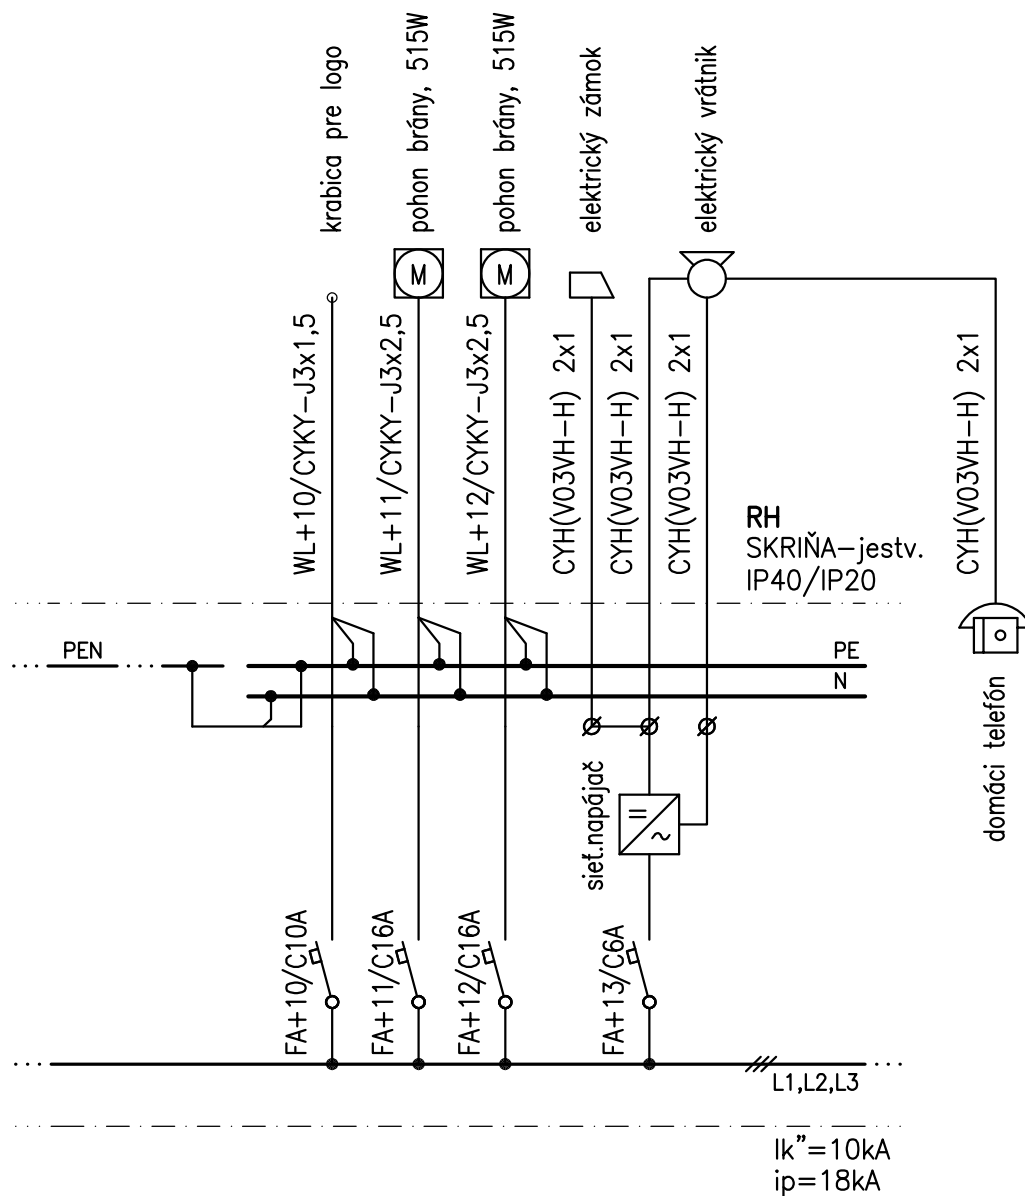 krabica pre logo
pohon brány, 515W
pohon brány, 515W
elektrický zámok
elektrický vrátnik
M
M
WL+10/CYKY-J3x1,5
WL+11/CYKY-J3x2,5
WL+12/CYKY-J3x2,5
CYH(V03VH-H) 2x1
CYH(V03VH-H) 2x1
CYH(V03VH-H) 2x1
CYH(V03VH-H) 2x1
RH
SKRIŇA-jestv.
IP40/IP20
PEN
PE
N
domáci telefón
sieť.napájač
FA+10/C10A
FA+11/C16A
FA+12/C16A
FA+13/C6A
L1,L2,L3
Ik"=10kA
ip=18kA